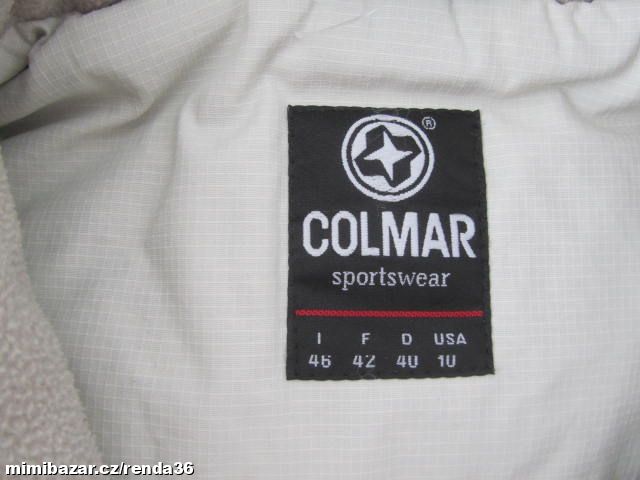 ®
COLMAR
sportswear
I F D USA
46 42 40 10
mimibazar.cz/renda36